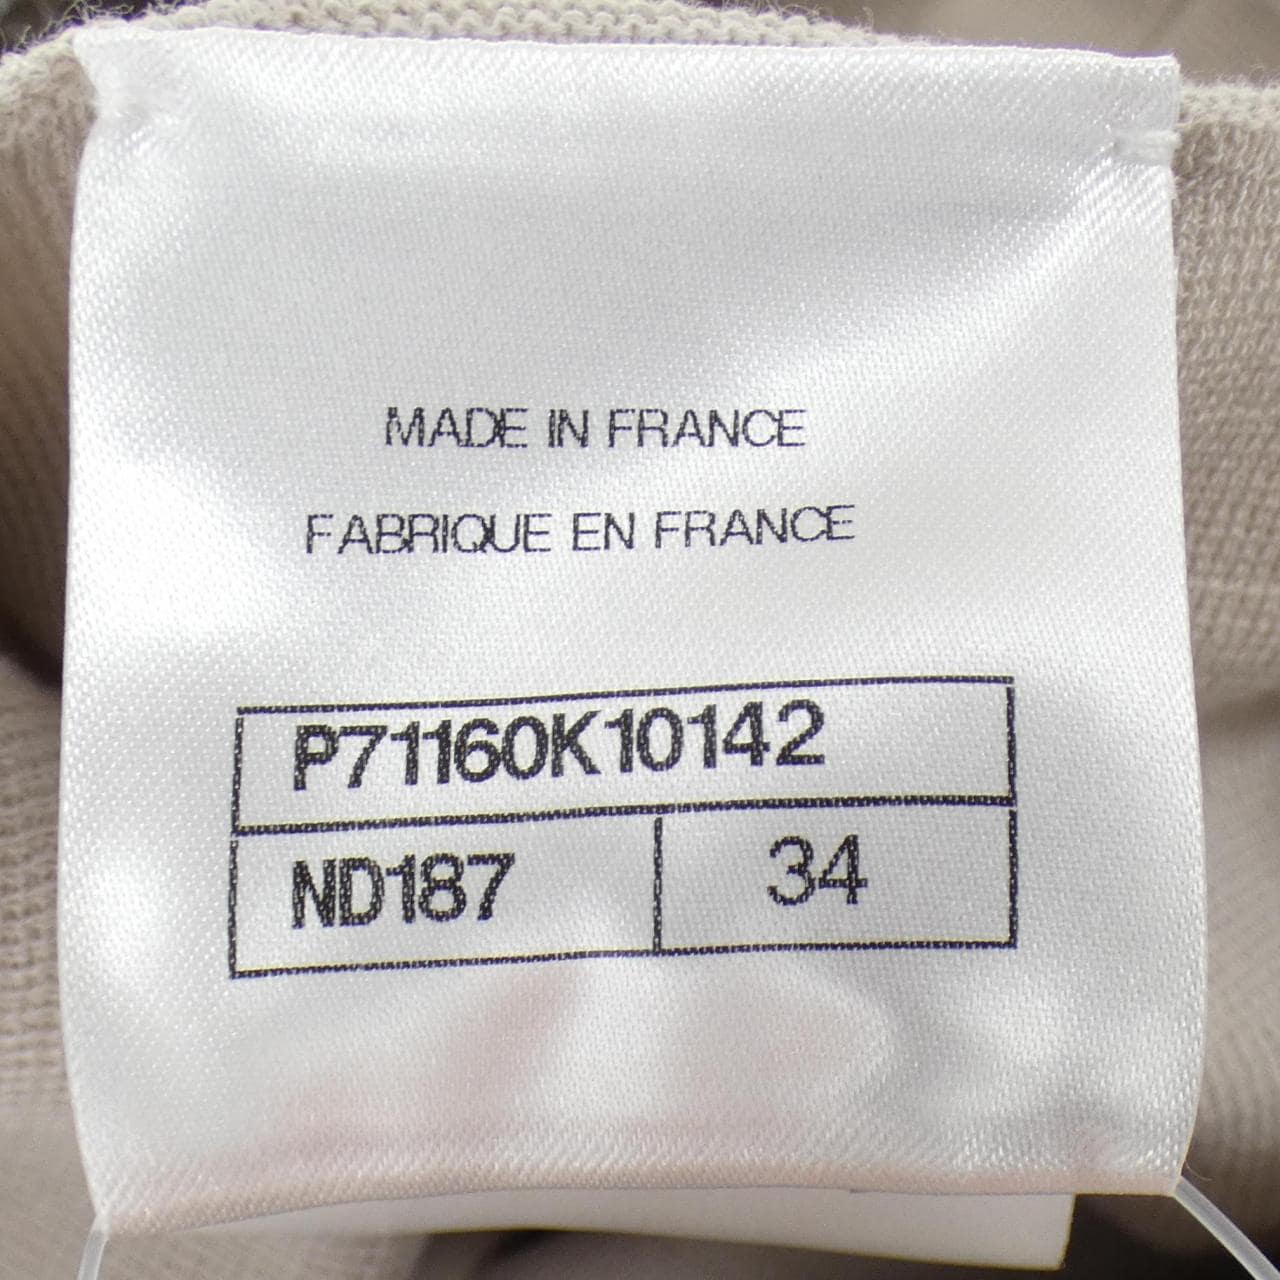 MADE IN FRANCE
FABRIQUE EN FRANCE
P71160K10142
ND187 34